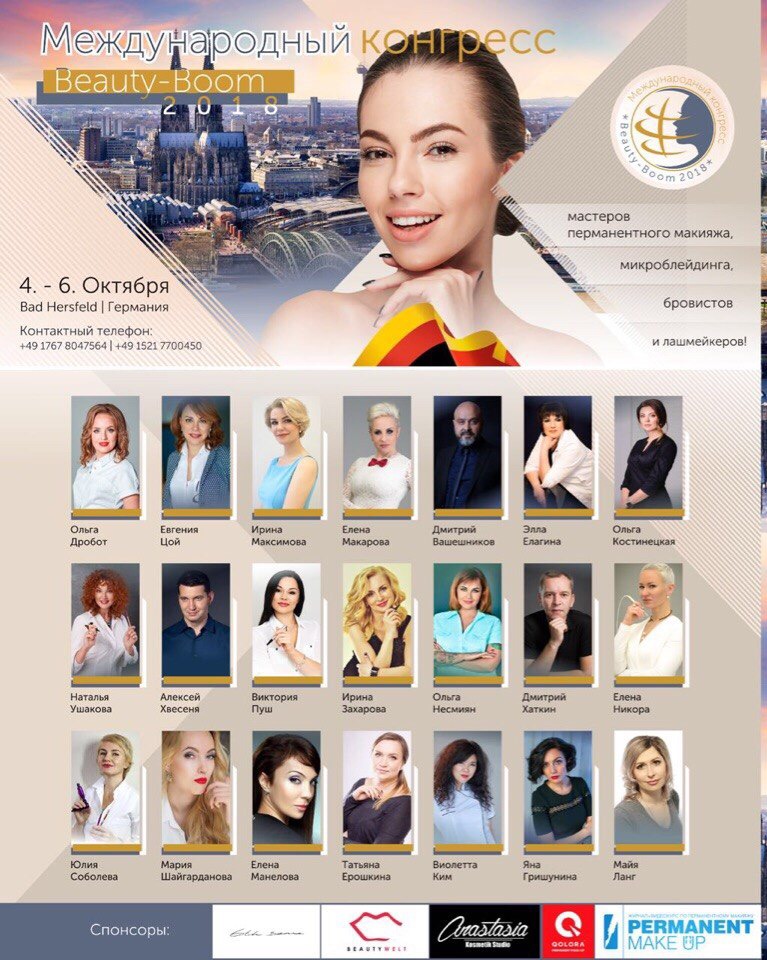 Международный конгресс
Beauty-Boom
2018
Международный конгресс
★ Beauty-Boom 2018 ★
мастеров
перманентного макияжа,
микроблейдинга,
бровистов
и лашмейкеров!
4. - 6. Октября
Bad Hersfeld | Германия
Контактный телефон:
+49 1767 8047564 | +49 1521 7700450
Ольга Дробот
Евгения Цой
Ирина Максимова
Елена Макарова
Дмитрий Вашешников
Элла Елагина
Ольга Костинецкая
Наталья Ушакова
Алексей Хвесеня
Виктория Пуш
Ирина Захарова
Ольга Несмиян
Дмитрий Хаткин
Елена Никора
Юлия Соболева
Мария Шайгарданова
Елена Манелова
Татьяна Ерошкина
Виолетта Ким
Яна Гришунина
Майя Ланг
Спонсоры:
BEAUTYWELT
Anastasia
Kosmetik Studio
QOLORA
PERMANENT
MAKE UP